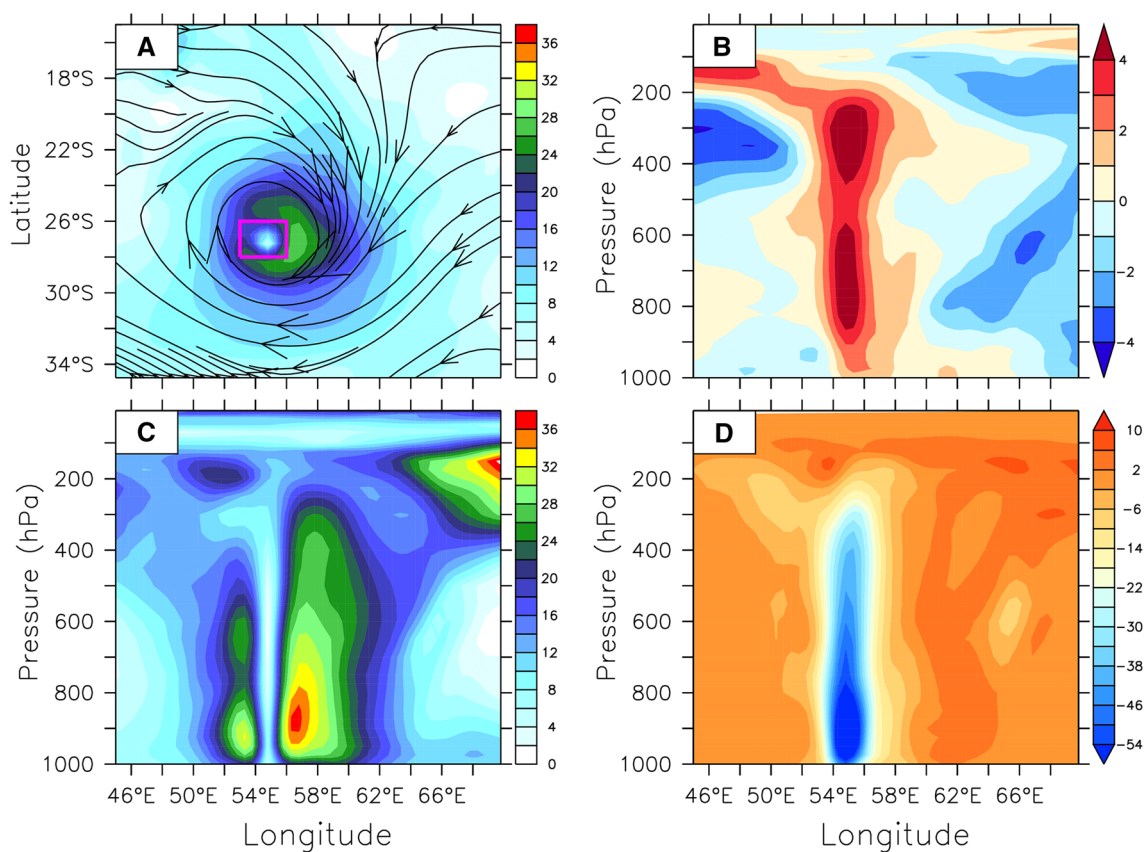 A
Latitude
18°S
22°S
26°S
30°S
34°S
36
32
28
24
20
16
12
8
4
0
B
Pressure (hPa)
200
400
600
800
1000
4
2
0
−2
−4
C
Pressure (hPa)
200
400
600
800
1000
46°E 50°E 54°E 58°E 62°E 66°E
Longitude
36
32
28
24
20
16
12
8
4
0
D
Pressure (hPa)
200
400
600
800
1000
46°E 50°E 54°E 58°E 62°E 66°E
Longitude
10
2
−6
−14
−22
−30
−38
−46
−54